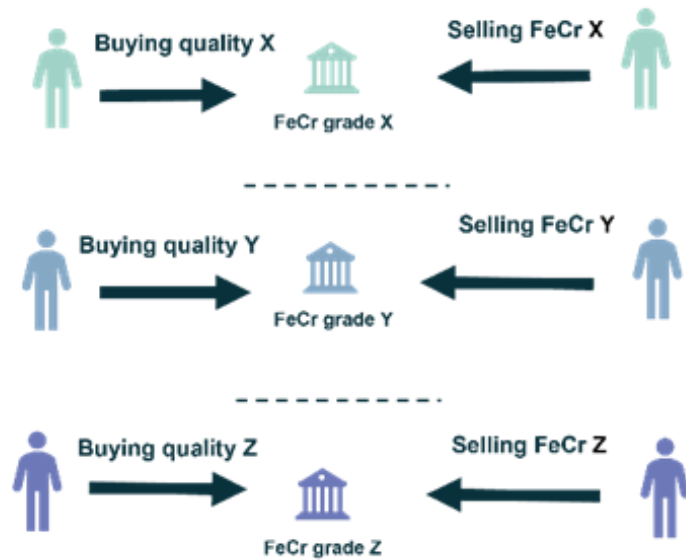 Buying quality X
Selling FeCr X
FeCr grade X
Buying quality Y
Selling FeCr Y
FeCr grade Y
Buying quality Z
Selling FeCr Z
FeCr grade Z